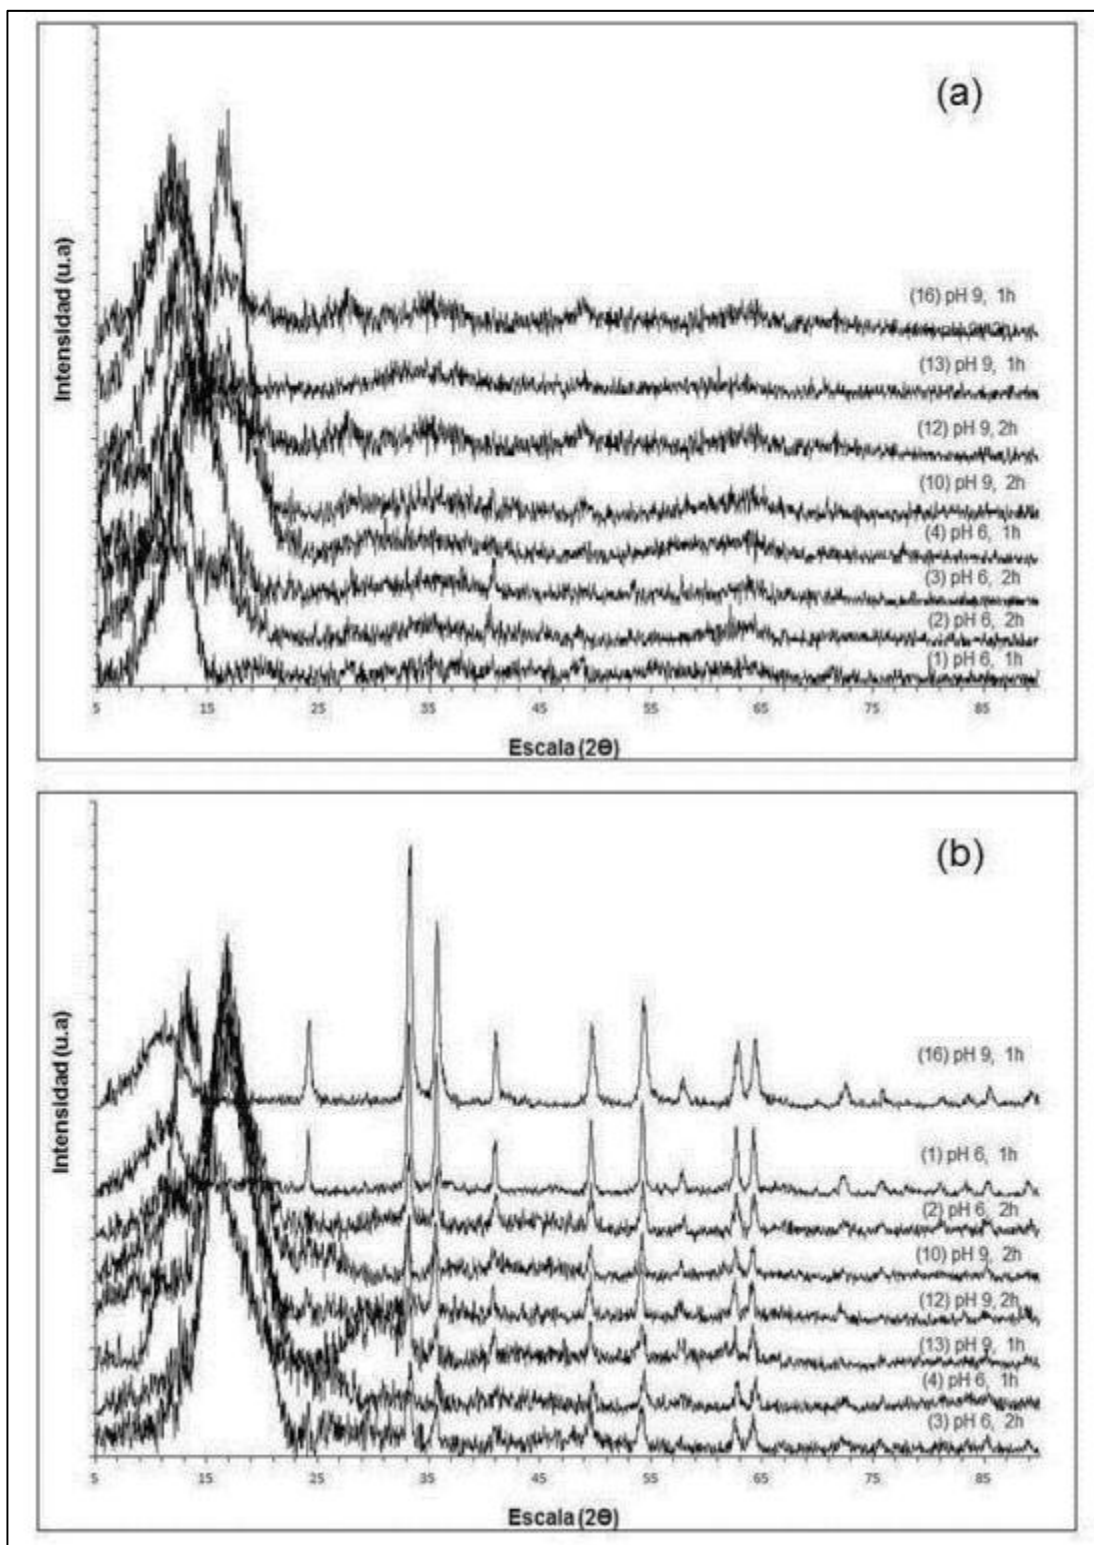 (a)
Intensidad (u.a)
(16) pH 9, 1h
(13) pH 9, 1h
(12) pH 9, 2h
(10) pH 9, 2h
(4) pH 6, 1h
(3) pH 6, 2h
(2) pH 6, 2h
(1) pH 6, 1h
5 15 25 35 45 55 65 75 85
Escala (2Θ)
(b)
Intensidad (u.a)
(16) pH 9, 1h
(1) pH 6, 1h
(2) pH 6, 2h
(10) pH 9, 2h
(12) pH 9, 2h
(13) pH 9, 1h
(4) pH 6, 1h
(3) pH 6, 2h
5 15 25 35 45 55 65 75 85
Escala (2Θ)